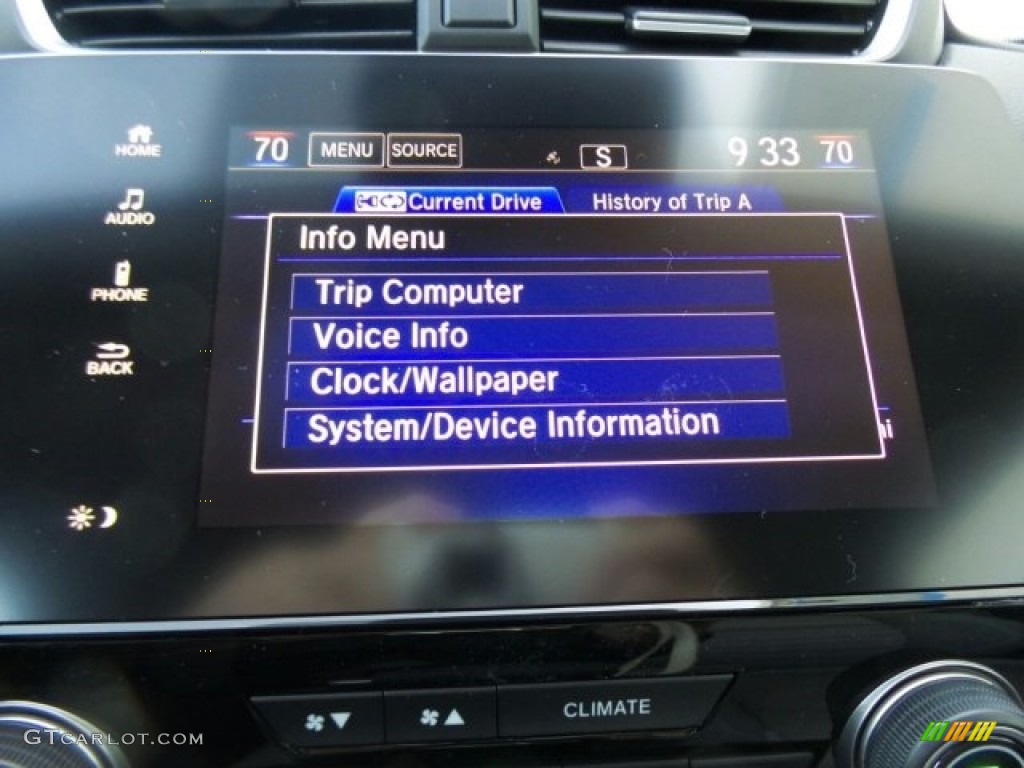 HOME
70 MENU SOURCE S 9 33 70
AUDIO
Current Drive History of Trip A
Info Menu
PHONE
Trip Computer
Voice Info
BACK
Clock/Wallpaper
System/Device Information
CLIMATE
GTCARLOT.COM